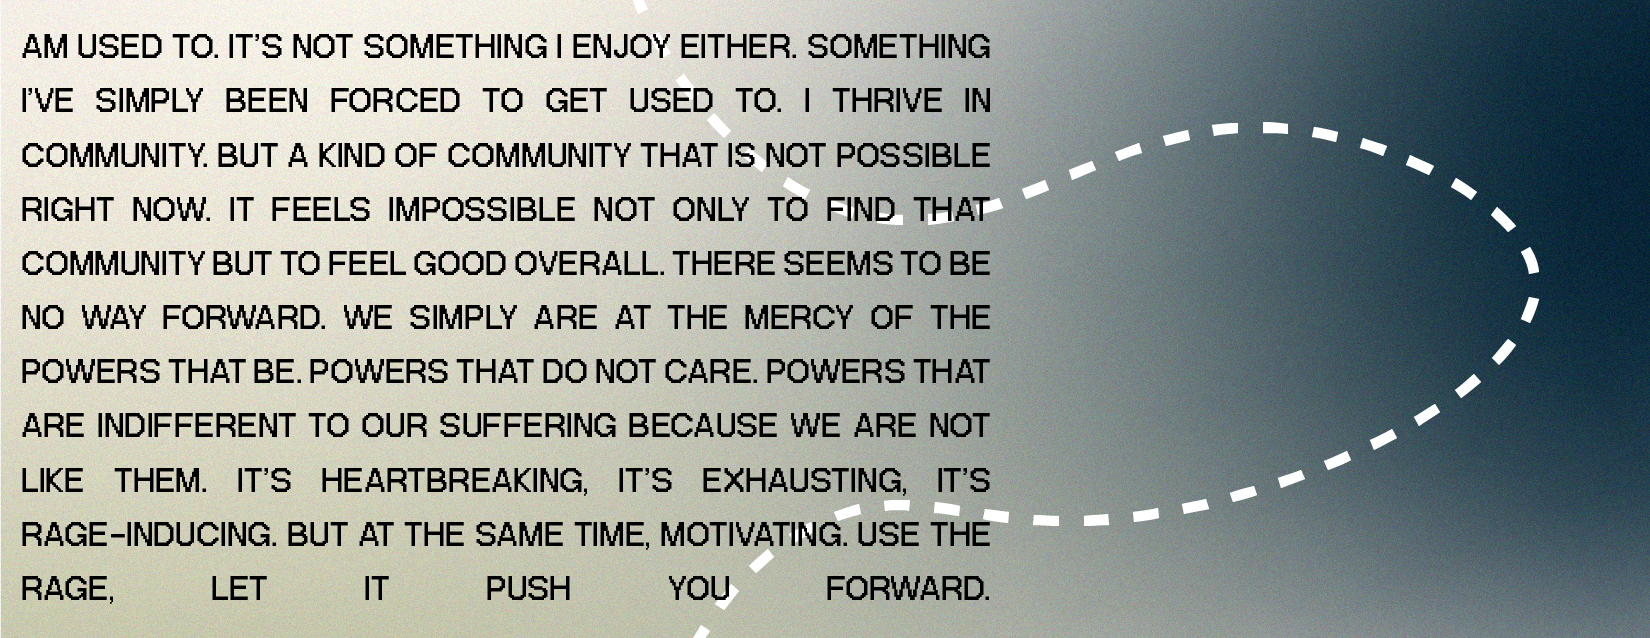 AM USED TO. IT'S NOT SOMETHING I ENJOY EITHER. SOMETHING
I'VE SIMPLY BEEN FORCED TO GET USED TO. I THRIVE IN
COMMUNITY. BUT A KIND OF COMMUNITY THAT IS NOT POSSIBLE
RIGHT NOW. IT FEELS IMPOSSIBLE NOT ONLY TO FIND THAT
COMMUNITY BUT TO FEEL GOOD OVERALL. THERE SEEMS TO BE
NO WAY FORWARD. WE SIMPLY ARE AT THE MERCY OF THE
POWERS THAT BE. POWERS THAT DO NOT CARE. POWERS THAT
ARE INDIFFERENT TO OUR SUFFERING BECAUSE WE ARE NOT
LIKE THEM. IT'S HEARTBREAKING, IT'S EXHAUSTING, IT'S
RAGE-INDUCING. BUT AT THE SAME TIME, MOTIVATING. USE THE
RAGE, LET IT PUSH YOU FORWARD.